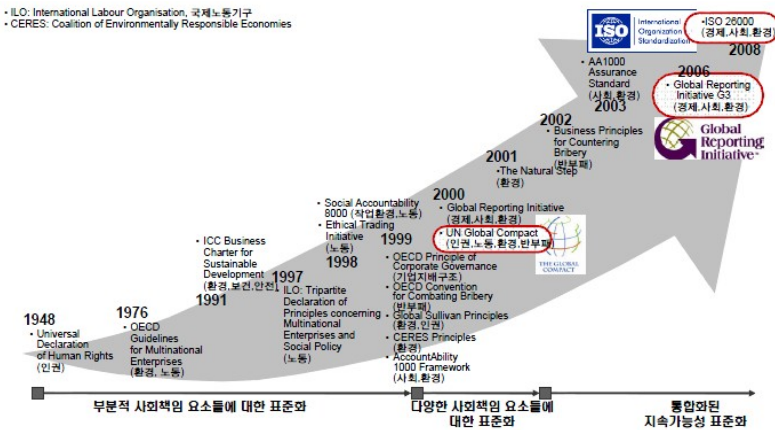 • ILO: International Labour Organisation, 국제노동기구
• CERES: Coalition of Environmentally Responsible Economies
1948
• Universal
Declaration
of Human Rights
(인권)
1976
• OECD
Guidelines
for Multinational
Enterprises
(환경, 노동)
• ICC Business
Charter for
Sustainable
Development
(환경,보건,안전)
1991
1997
• ILO: Tripartite
Declaration of
Principles concerning
Multinational
Enterprises and
Social Policy
(노동)
• Social Accountability
8000 (작업환경,노동)
• Ethical Trading
Initiative
(노동)
1998
1999
• OECD Principle of
Corporate Governance
(기업지배구조)
• OECD Convention
for Combating Bribery
(반부패)
• Global Sullivan Principles
(환경,인권)
• CERES Principles
(환경)
• AccountAbility
1000 Framework
(사회,환경)
2000
• Global Reporting Initiative
(경제,사회,환경)
• UN Global Compact
(인권,노동,환경,반부패)
THE GLOBAL
COMPACT
2001
• The Natural Step
(환경)
2002
• Business Principles
for Countering
Bribery
(반부패)
• AA1000
Assurance
Standard
(사회,환경)
2003
2006
• Global Reporting
Initiative G3
(경제,사회,환경)
Global
Reporting
Initiative™
ISO
International
Organization
Standardization
• ISO 26000
(경제,사회,환경)
2008
부분적 사회책임 요소들에 대한 표준화
다양한 사회책임 요소들에
대한 표준화
통합화된
지속가능성 표준화